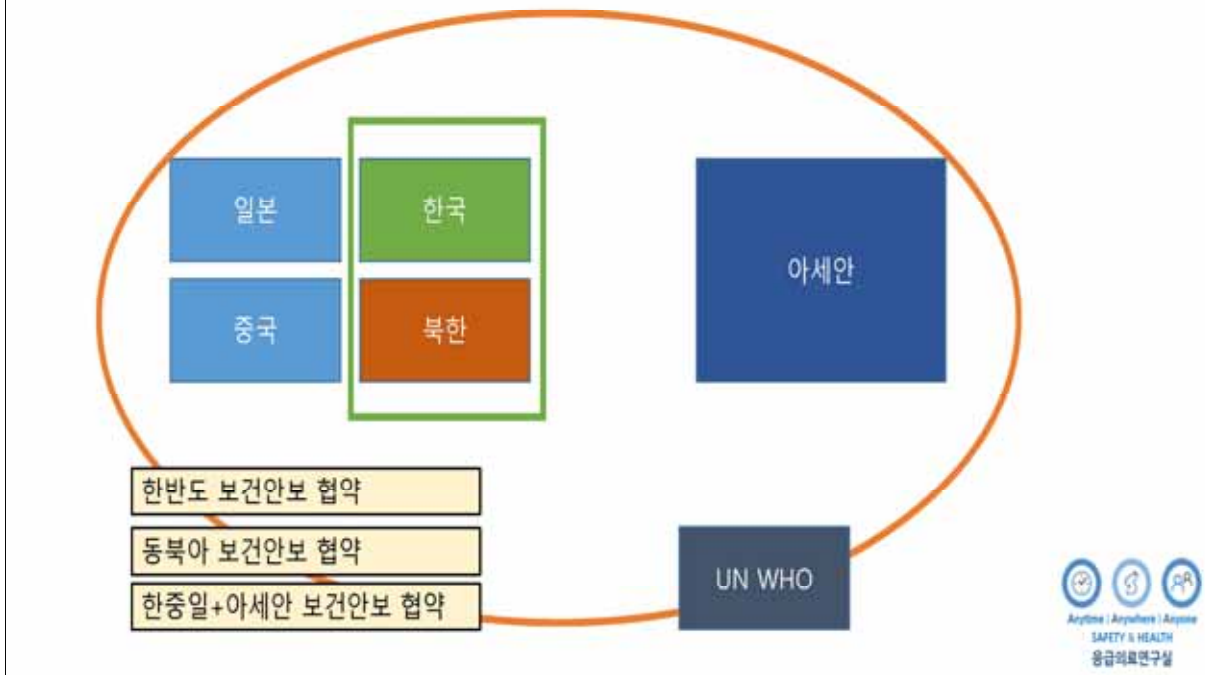 일본
한국
중국
북한
아세안
한반도 보건안보 협약
동북아 보건안보 협약
한중일+아세안 보건안보 협약
UN WHO
Anytime | Anywhere | Anyone
SAFETY & HEALTH
응급의료연구실